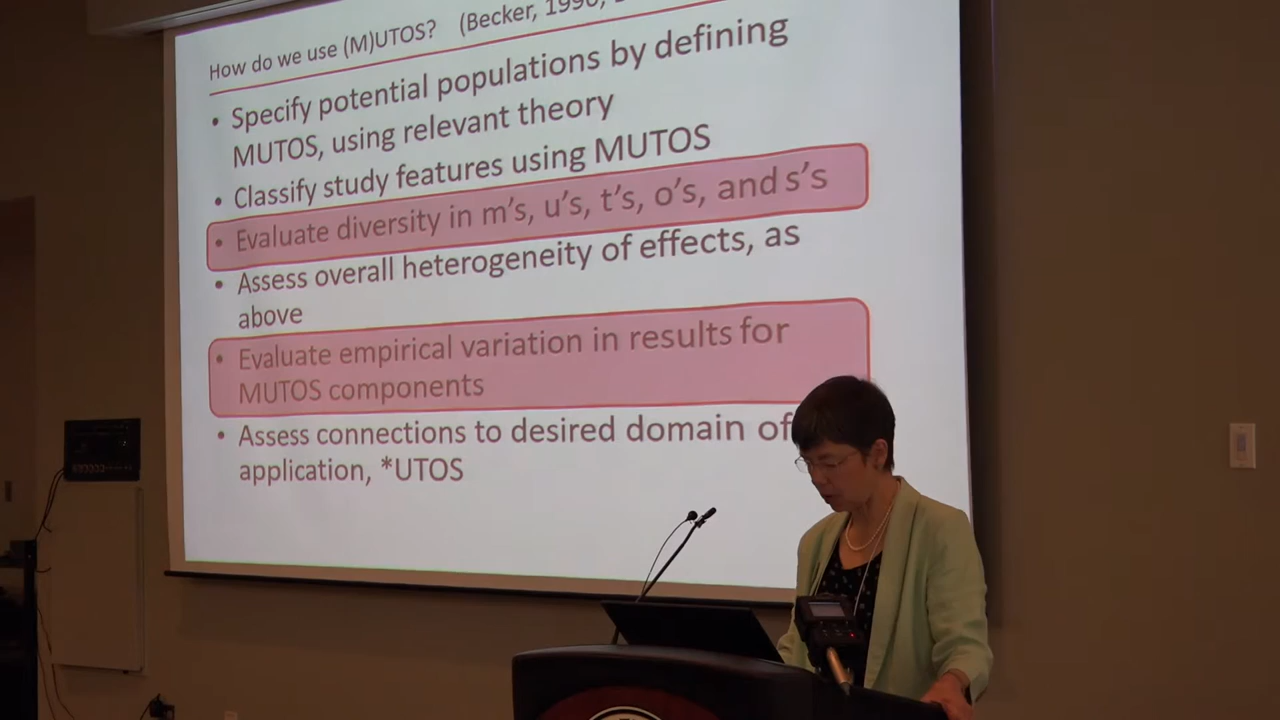 How do we use (M)UTOS? (Becker, 1996,
• Specify potential populations by defining
MUTOS, using relevant theory
• Classify study features using MUTOS
• Evaluate diversity in m's, u's, t's, o's, and s's
• Assess overall heterogeneity of effects, as
above
• Evaluate empirical variation in results for
MUTOS components
• Assess connections to desired domain of
application, *UTOS